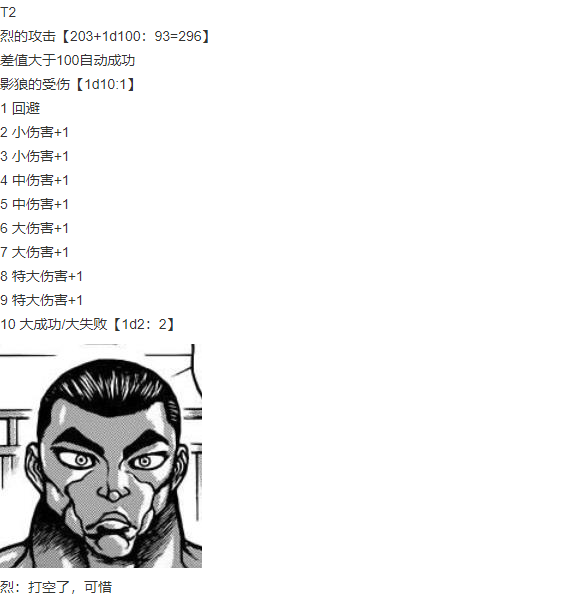 T2
烈的攻击【203+1d100：93=296】
差值大于100自动成功
影狼的受伤【1d10:1】
1 回避
2 小伤害+1
3 小伤害+1
4 中伤害+1
5 中伤害+1
6 大伤害+1
7 大伤害+1
8 特大伤害+1
9 特大伤害+1
10 大成功/大失败【1d2：2】
烈：打空了，可惜